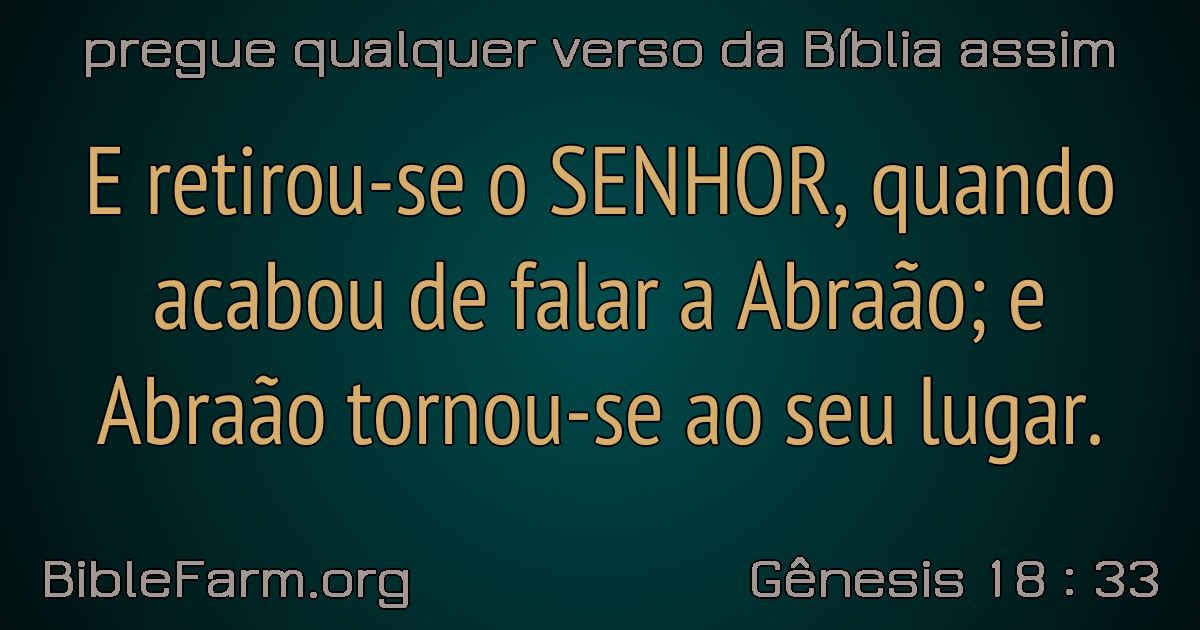 pregue qualquer verso da Bíblia assim
E retirou-se o SENHOR, quando
acabou de falar a Abraão; e
Abraão tornou-se ao seu lugar.
BibleFarm.org
Gênesis 18 : 33